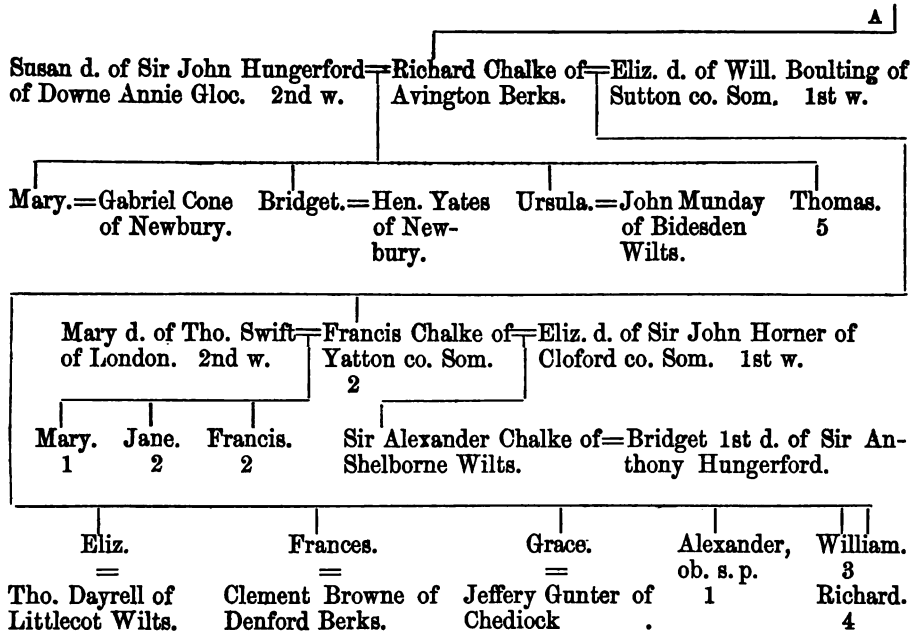 A
Susan d. of Sir John Hungerford=Richard Chalke of=Eliz. d. of Will. Boulting of
of Downe Annie Gloc. 2nd w. Avington Berks. Sutton co. Som. 1st w.
Mary.=Gabriel Cone Bridget.=Hen. Yates Ursula.=John Munday Thomas.
of Newbury. of New- of Bidesden 5
bury. Wilts.
Mary d. of Tho. Swift=Francis Chalke of=Eliz. d. of Sir John Horner of
of London. 2nd w. Yatton co. Som. Cloford co. Som. 1st w.
2
Mary. Jane. Francis. Sir Alexander Chalke of=Bridget 1st d. of Sir An-
1 2 2 Shelborne Wilts. thony Hungerford.
Eliz. Frances. Grace. Alexander, William.
= = = ob. s. p. 3
Tho. Dayrell of Clement Browne of Jeffery Gunter of 1 Richard.
Littlecot Wilts. Denford Berks. Chediock . 4